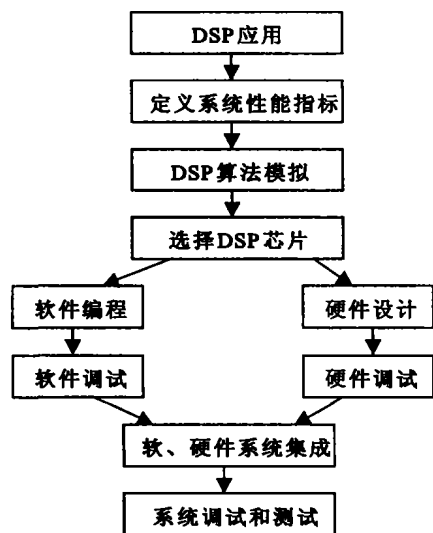 DSP应用
定义系统性能指标
DSP算法模拟
选择DSP芯片
软件编程
硬件设计
软件调试
硬件调试
软、硬件系统集成
系统调试和测试